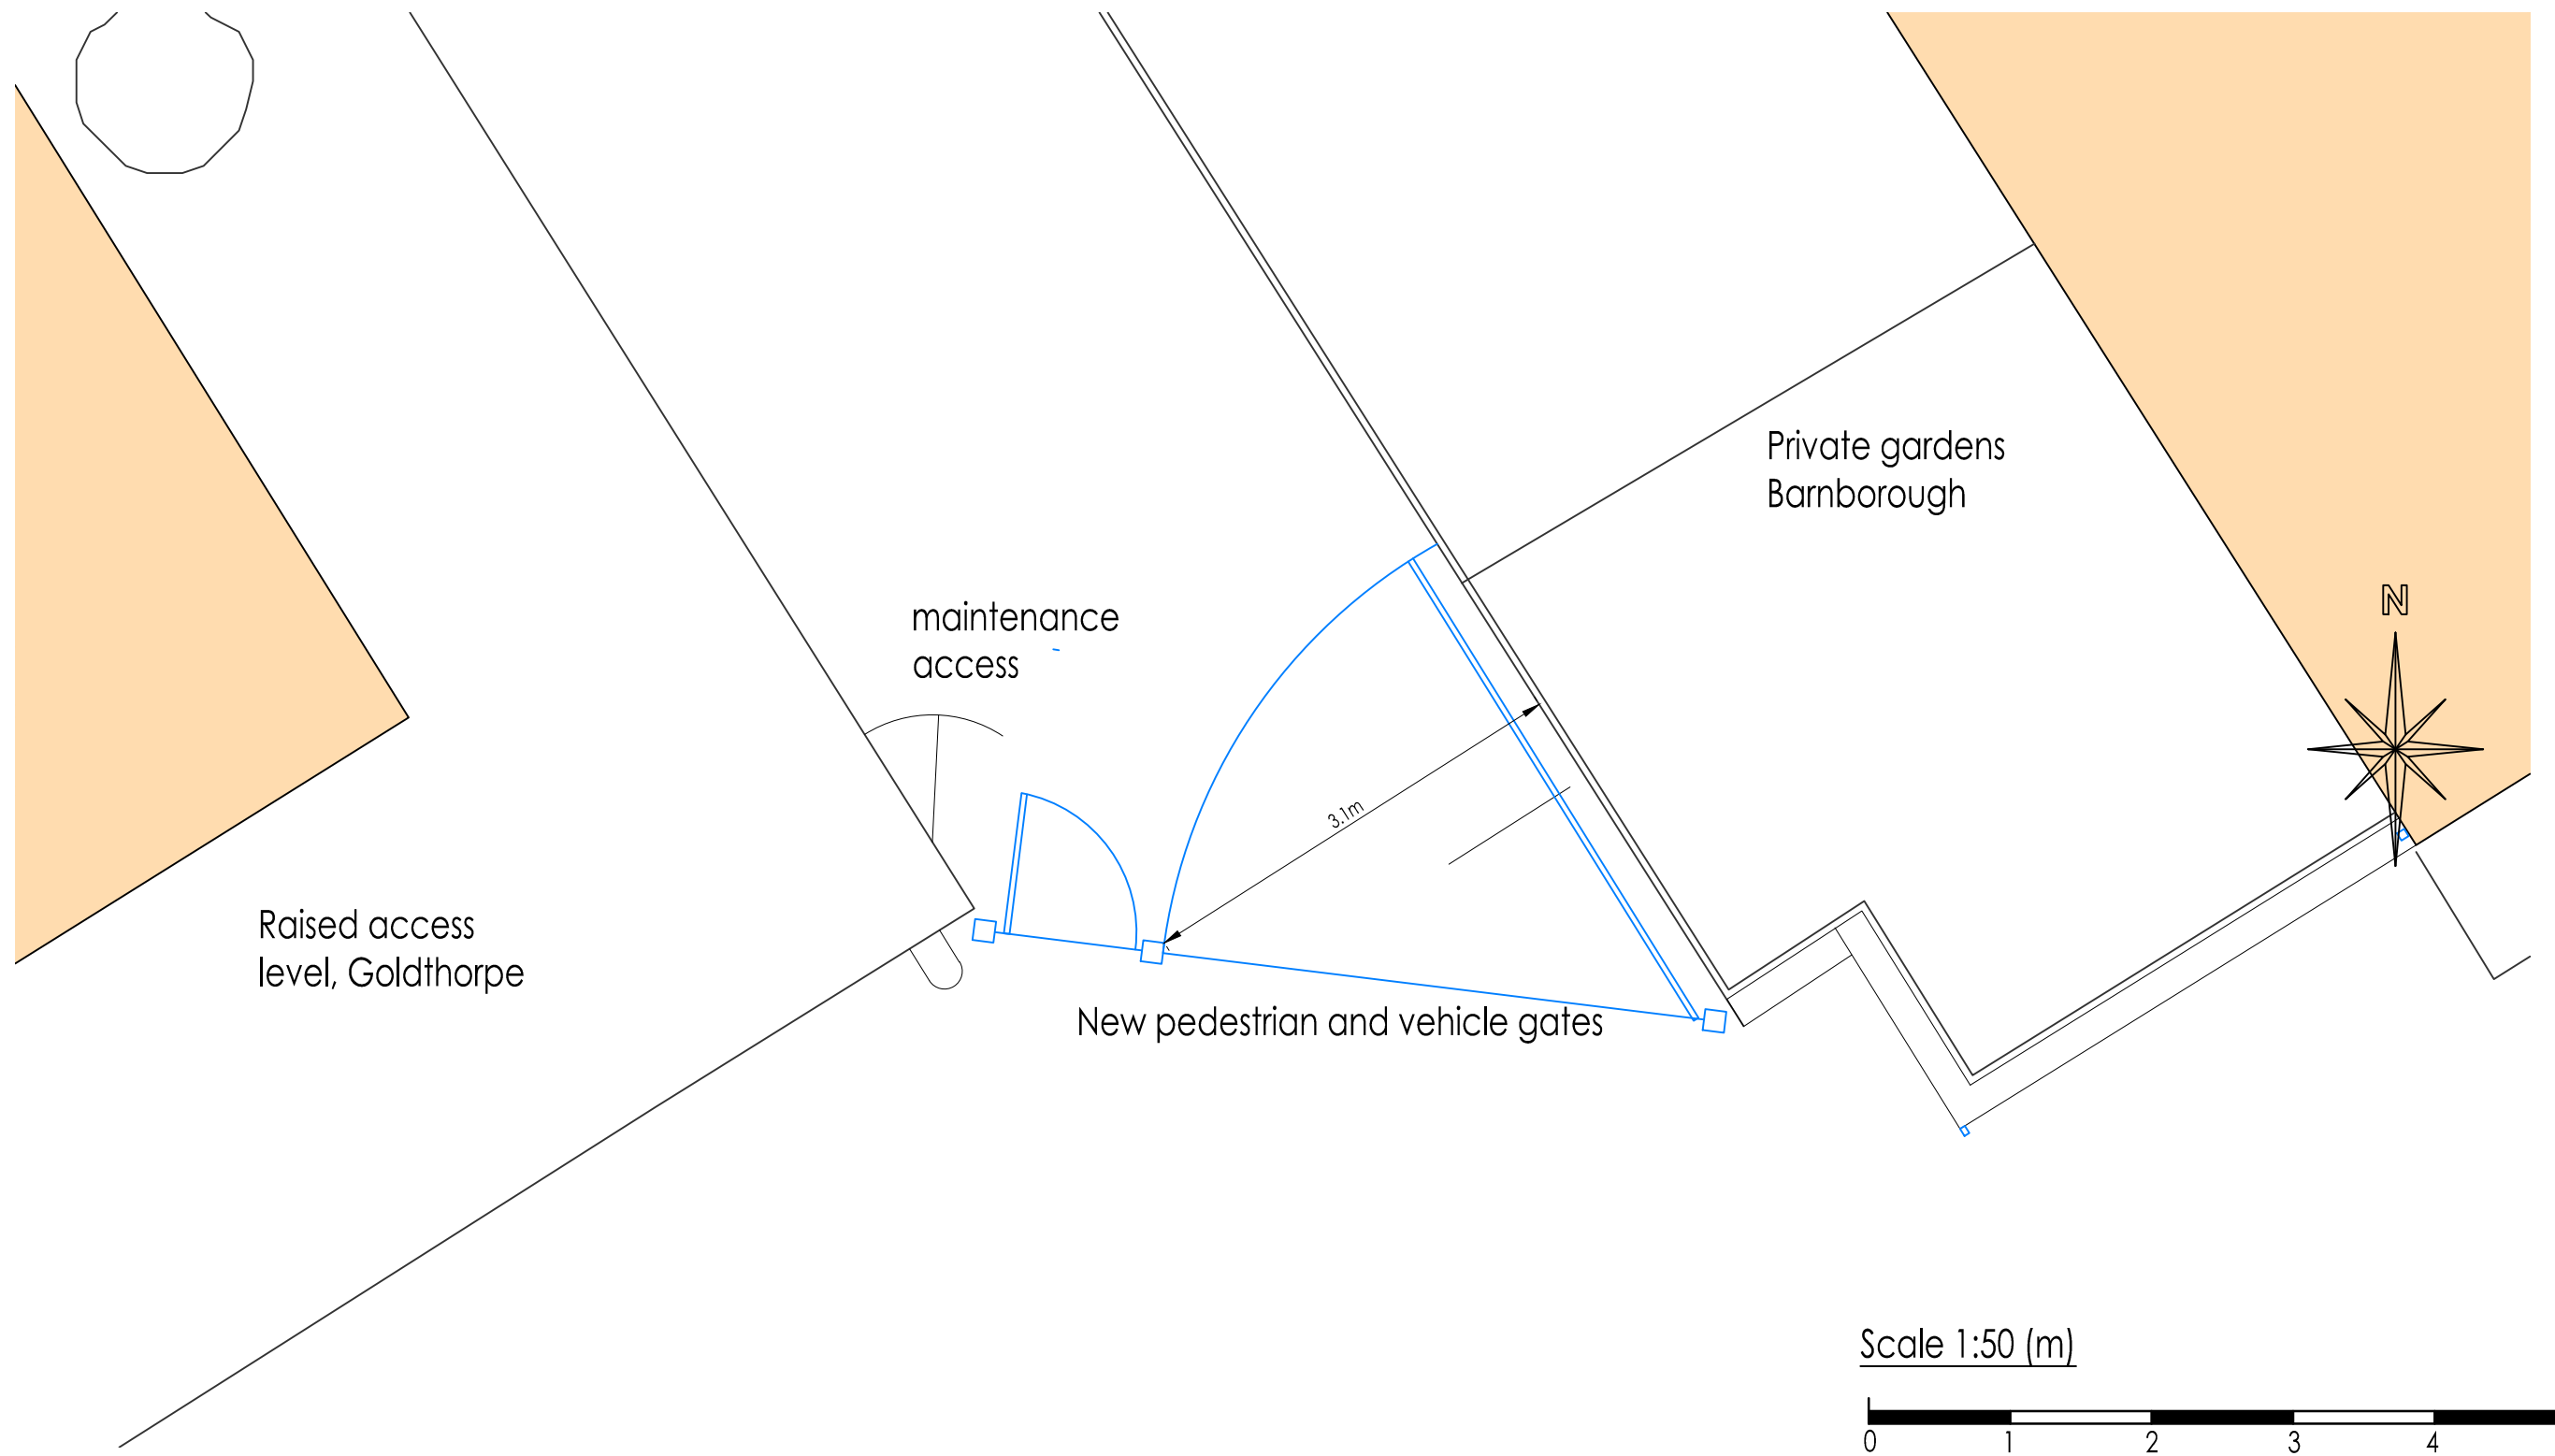 Private gardens
Barnborough
N
maintenance
access
3.1m
Raised access
level, Goldthorpe
New pedestrian and vehicle gates
Scale 1:50 (m)
0 1 2 3 4